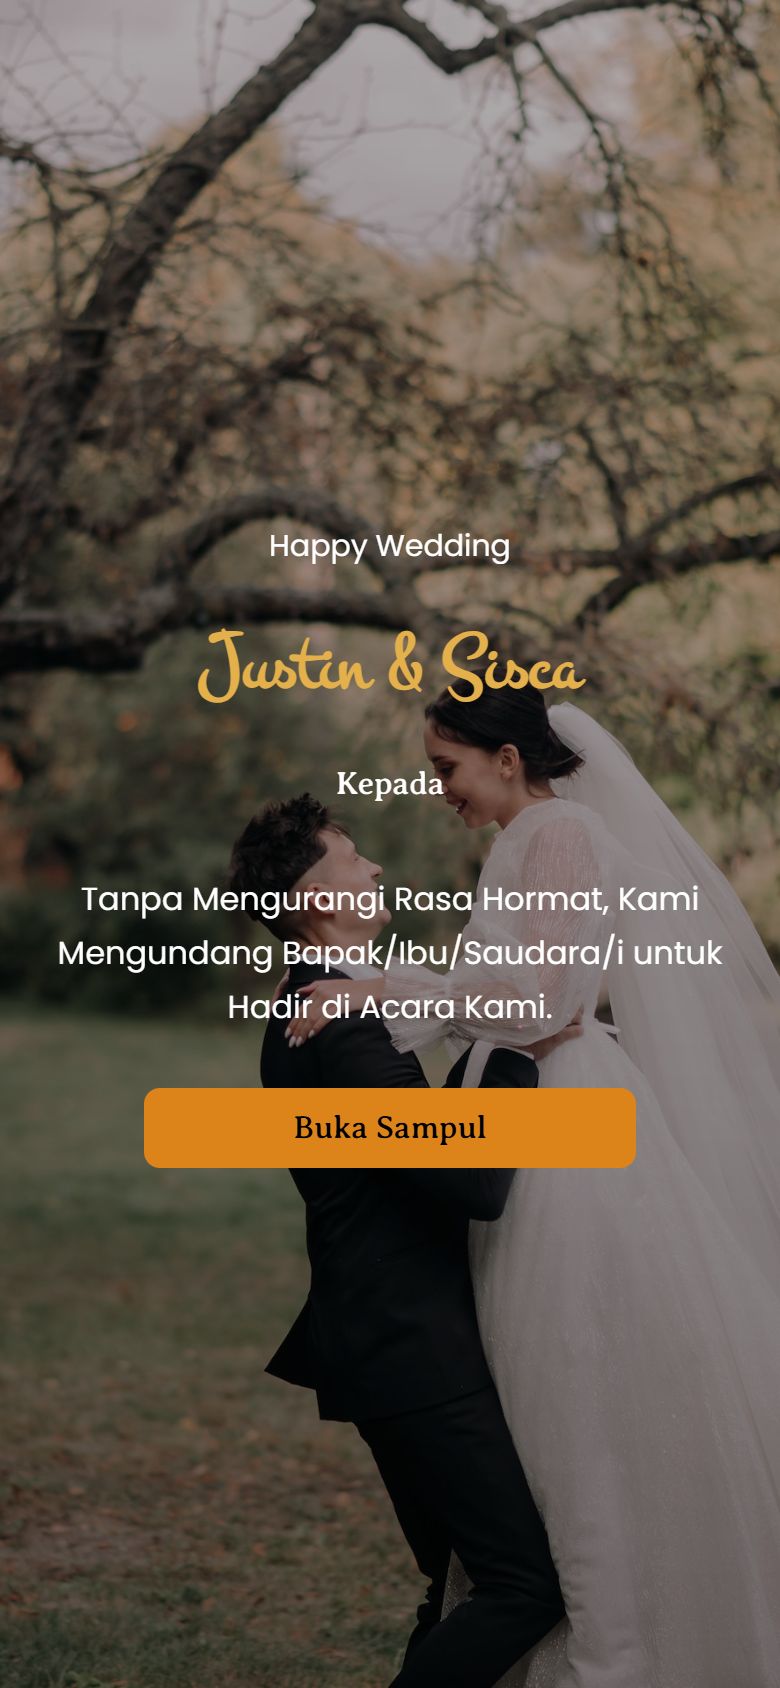 Happy Wedding
Justin & Sisca
Kepada
Tanpa Mengurangi Rasa Hormat, Kami
Mengundang Bapak/Ibu/Saudara/i untuk
Hadir di Acara Kami.
Buka Sampul